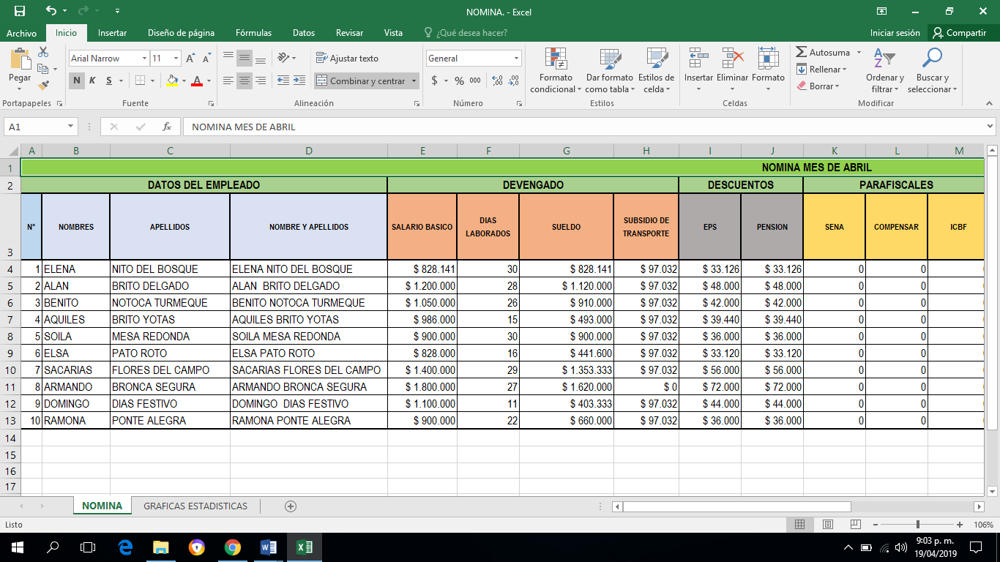 NOMINA. - Excel
Archivo Inicio Insertar Diseño de página Fórmulas Datos Revisar Vista ¿Qué desea hacer? Iniciar sesión Compartir
Pegar
Arial Narrow 11
N K S
Ajustar texto
Combinar y centrar
General
$ % 000
Formato condicional
Dar formato como tabla
Estilos de celda
Insertar Eliminar Formato
Autosuma
Rellenar
Borrar
Ordenar y filtrar
Buscar y seleccionar
Portapapeles Fuente Alineación Número Estilos Celdas Modificar
A1 fx NOMINA MES DE ABRIL
A B C D E F G H I J K L M
1 NOMINA MES DE ABRIL
2 DATOS DEL EMPLEADO DEVENGADO DESCUENTOS PARAFISCALES
3 N° NOMBRES APELLIDOS NOMBRE Y APELLIDOS SALARIO BASICO DIAS LABORADOS SUELDO SUBSIDIO DE TRANSPORTE EPS PENSION SENA COMPENSAR ICBF
4 1 ELENA NITO DEL BOSQUE ELENA NITO DEL BOSQUE $ 828.141 30 $ 828.141 $ 97.032 $ 33.126 $ 33.126 0 0
5 2 ALAN BRITO DELGADO ALAN  BRITO DELGADO $ 1.200.000 28 $ 1.120.000 $ 97.032 $ 48.000 $ 48.000 0 0
6 3 BENITO NOTOCA TURMEQUE BENITO NOTOCA TURMEQUE $ 1.050.000 26 $ 910.000 $ 97.032 $ 42.000 $ 42.000 0 0
7 4 AQUILES BRITO YOTAS AQUILES BRITO YOTAS $ 986.000 15 $ 493.000 $ 97.032 $ 39.440 $ 39.440 0 0
8 5 SOILA MESA REDONDA SOILA MESA REDONDA $ 900.000 30 $ 900.000 $ 97.032 $ 36.000 $ 36.000 0 0
9 6 ELSA PATO ROTO ELSA PATO ROTO $ 828.000 16 $ 441.600 $ 97.032 $ 33.120 $ 33.120 0 0
10 7 SACARIAS FLORES DEL CAMPO SACARIAS FLORES DEL CAMPO $ 1.400.000 29 $ 1.353.333 $ 97.032 $ 56.000 $ 56.000 0 0
11 8 ARMANDO BRONCA SEGURA ARMANDO BRONCA SEGURA $ 1.800.000 27 $ 1.620.000 $ 0 $ 72.000 $ 72.000 0 0
12 9 DOMINGO DIAS FESTIVO DOMINGO  DIAS FESTIVO $ 1.100.000 11 $ 403.333 $ 97.032 $ 44.000 $ 44.000 0 0
13 10 RAMONA PONTE ALEGRA RAMONA PONTE ALEGRA $ 900.000 22 $ 660.000 $ 97.032 $ 36.000 $ 36.000 0 0
14
15
16
17
NOMINA GRAFICAS ESTADISTICAS
Listo 106%
9:03 p. m.
19/04/2019